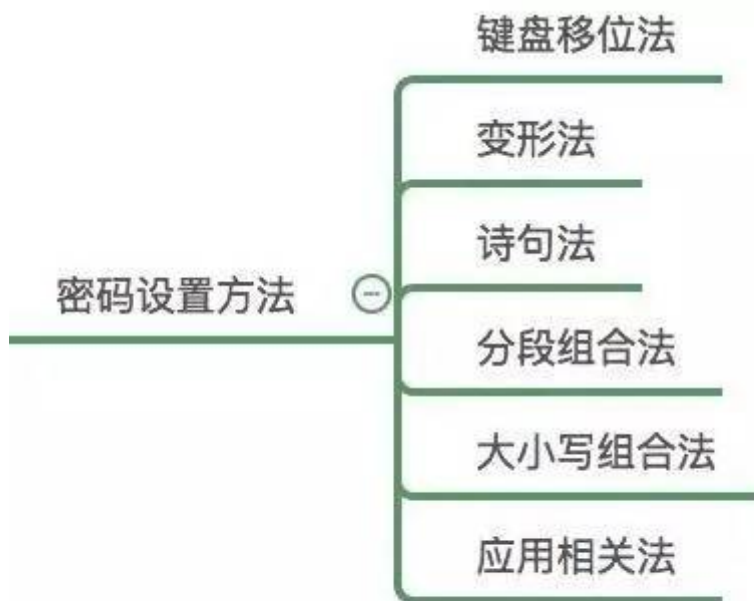 键盘移位法
变形法
诗句法
密码设置方法
分段组合法
大小写组合法
应用相关法